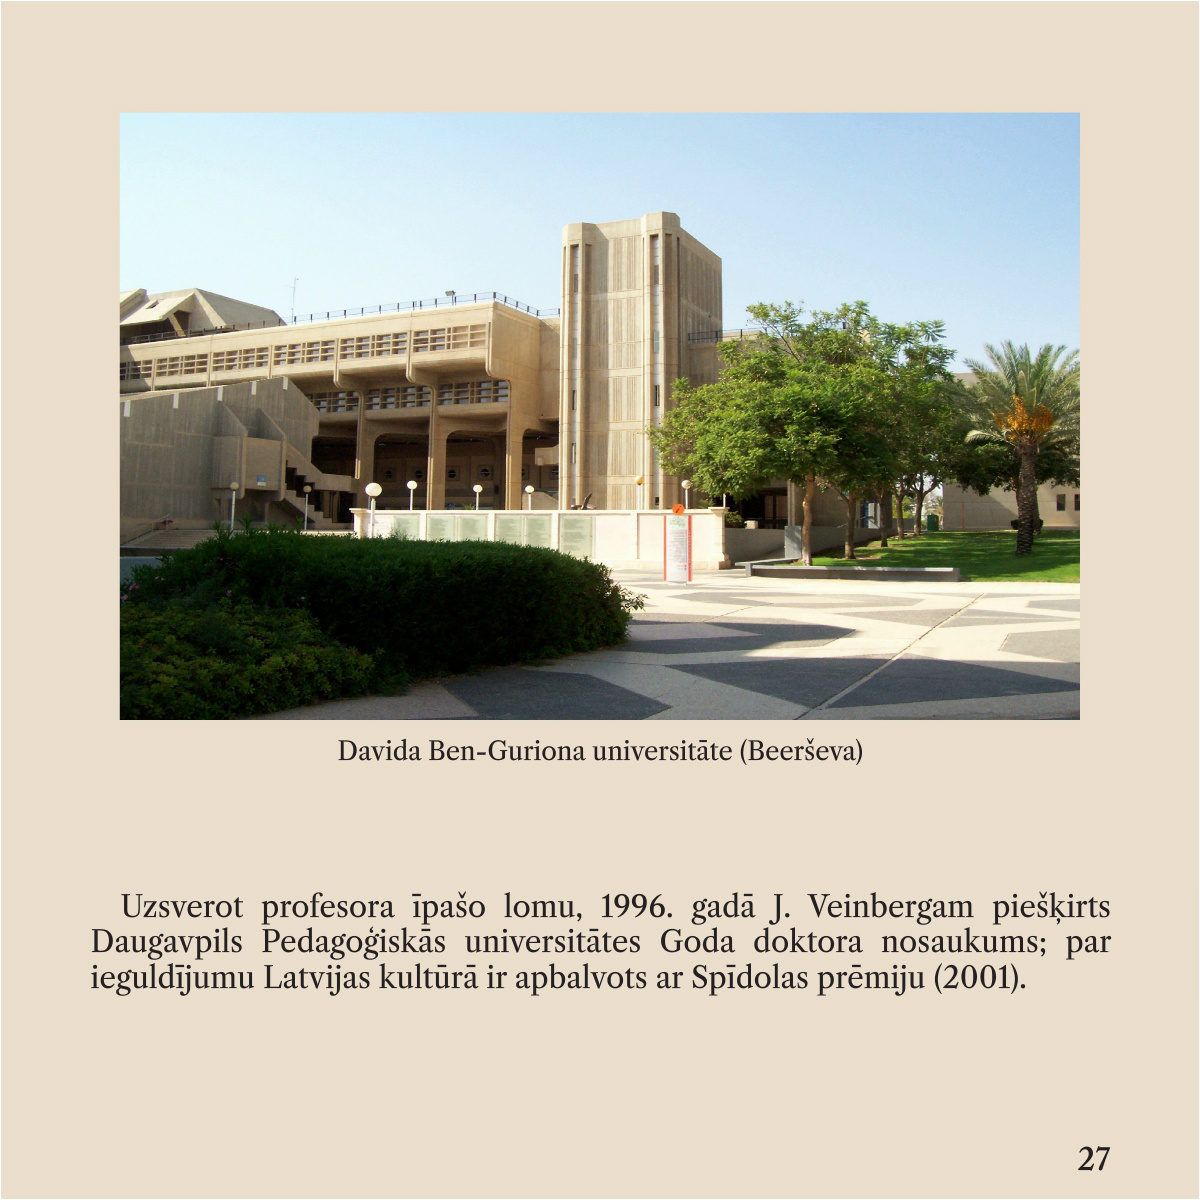 Davida Ben-Guriona universitāte (Beerševa)
Uzsverot profesora īpašo lomu, 1996. gadā J. Veinbergam piešķirts
Daugavpils Pedagoģiskās universitātes Goda doktora nosaukums; par
ieguldījumu Latvijas kultūrā ir apbalvots ar Spīdolas prēmiju (2001).
27